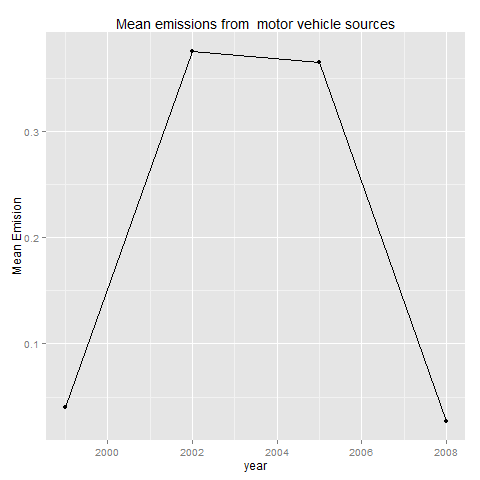 Mean emissions from  motor vehicle sources
Mean Emision
0.3
0.2
0.1
2000 2002 2004 2006 2008
year